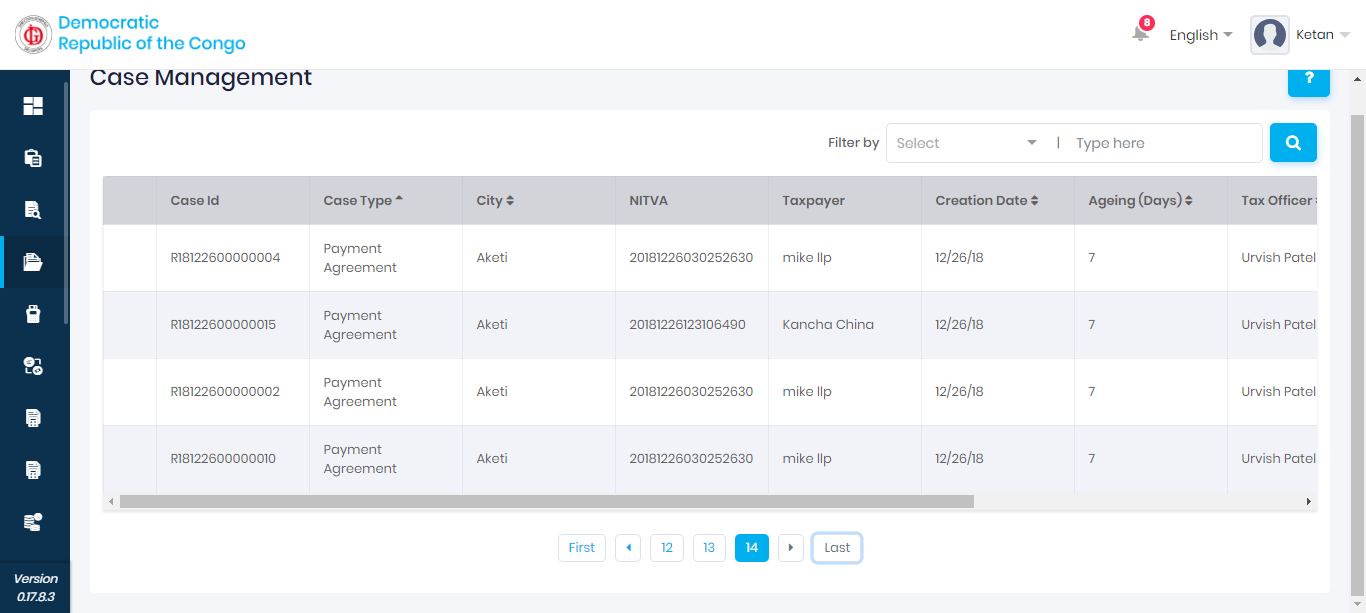 Democratic
Republic of the Congo
8
English
Ketan
Case Management
?
Filter by
Select
Type here
Case Id
Case Type
City
NITVA
Taxpayer
Creation Date
Ageing (Days)
Tax Officer
R18122600000004
Payment
Agreement
Aketi
20181226030252630
mike llp
12/26/18
7
Urvish Patel
R18122600000015
Payment
Agreement
Aketi
20181226123106490
Kancha China
12/26/18
7
Urvish Patel
R18122600000002
Payment
Agreement
Aketi
20181226030252630
mike llp
12/26/18
7
Urvish Patel
R18122600000010
Payment
Agreement
Aketi
20181226030252630
mike llp
12/26/18
7
Urvish Patel
First
12
13
14
Last
Version
0.17.8.3